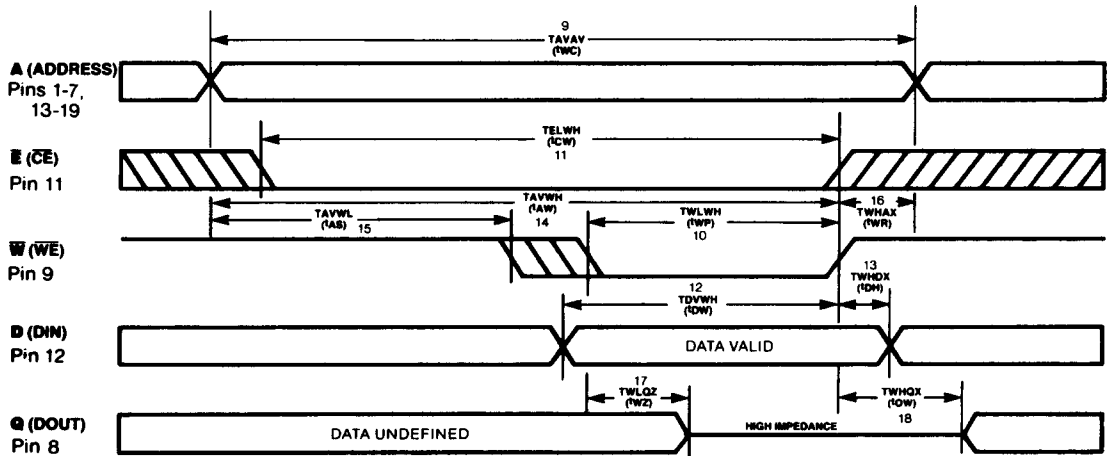 9
TAVAV
(tWC)
A (ADDRESS)
Pins 1-7,
13-19
TELWH
(tCW)
11
E̅ (C̅E̅)
Pin 11
TAVWH
(tAW)
14
16
TWHAX
(tWR)
TAVWL
(tAS)
15
TWLWH
(tWP)
10
W̅ (W̅E̅)
Pin 9
13
TWHDX
(tDH)
12
TDVWH
(tDW)
D (DIN)
Pin 12
DATA VALID
17
TWLQZ
(tWZ)
TWHQX
(tOW)
18
Q (DOUT)
Pin 8
DATA UNDEFINED
HIGH IMPEDANCE